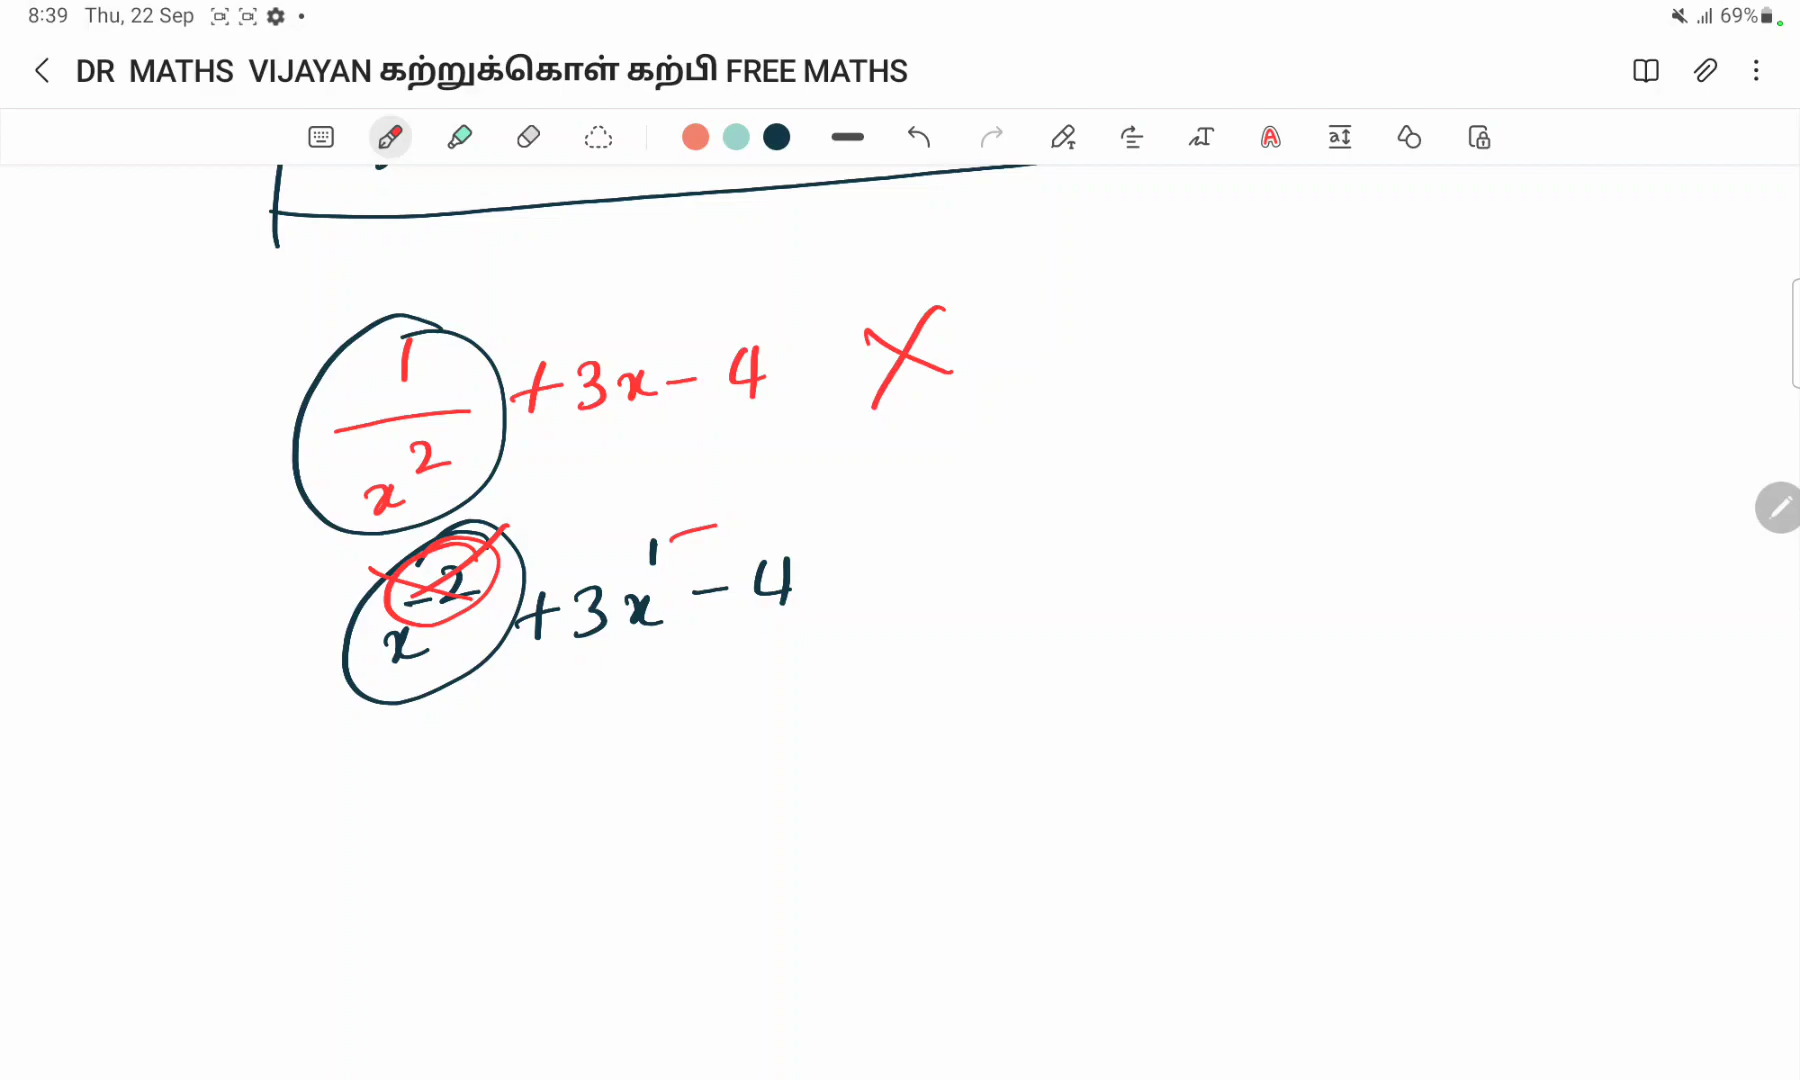 8:39 Thu, 22 Sep 69%
DR MATHS VIJAYAN கற்றுக்கொள் கற்பி FREE MATHS
1/x² + 3x - 4 X
x⁻² + 3x¹ - 4